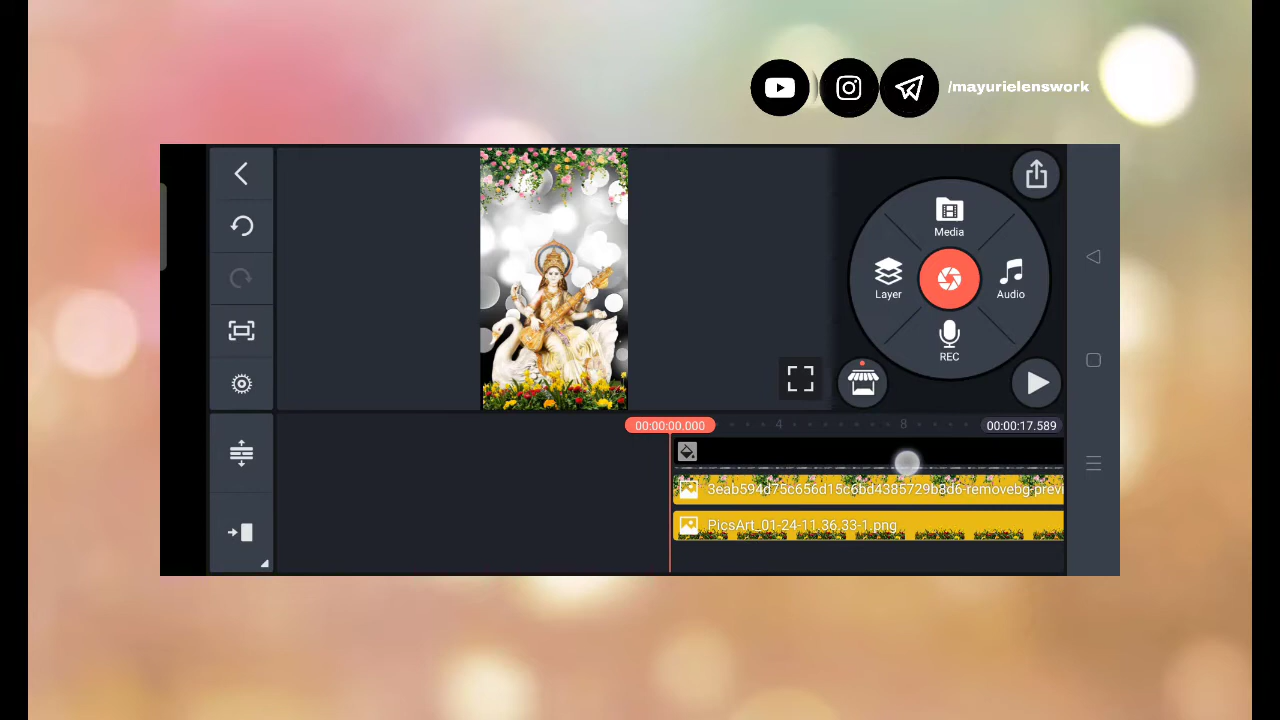 /mayurielenswork
Media
Layer
Audio
REC
00:00:00.000
4
8
00:00:17.589
3eab594d75c656d15c6bd4385729b8d6-removebg-previ
PicsArt_01-24-11.36.33-1.png